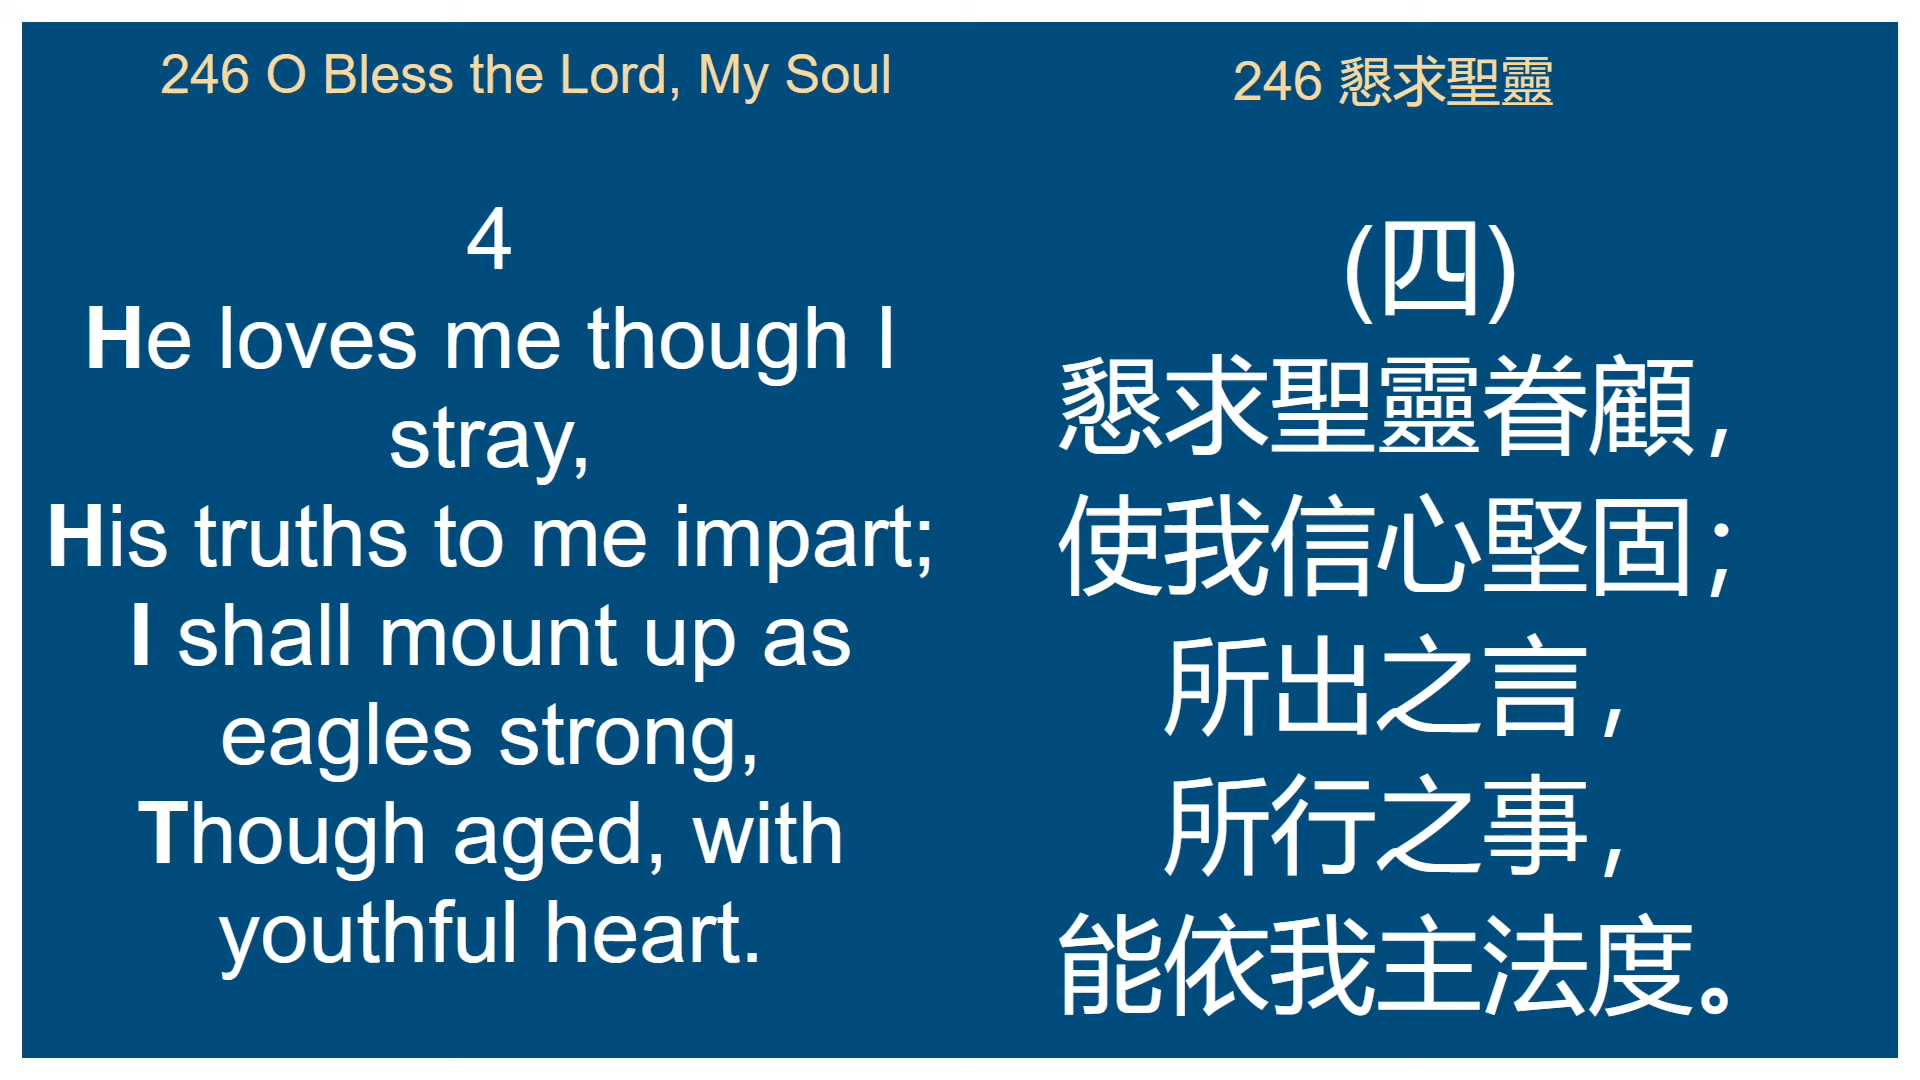 246 O Bless the Lord, My Soul
4
He loves me though I
stray,
His truths to me impart;
I shall mount up as
eagles strong,
Though aged, with
youthful heart.
246 懇求聖靈
(四)
懇求聖靈眷顧,
使我信心堅固;
所出之言,
所行之事,
能依我主法度。